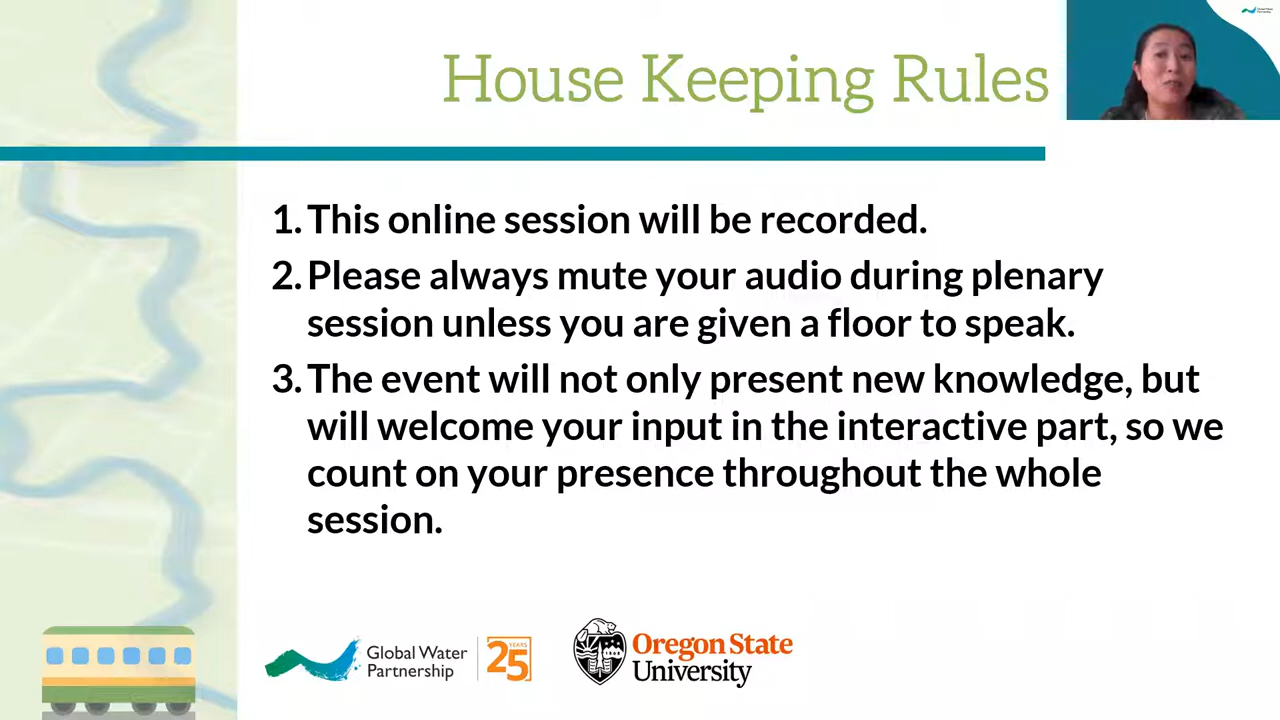 House Keeping Rules
1. This online session will be recorded.
2. Please always mute your audio during plenary
session unless you are given a floor to speak.
3. The event will not only present new knowledge, but
will welcome your input in the interactive part, so we
count on your presence throughout the whole
session.
Global Water
Partnership
25 YEARS
Oregon State
University